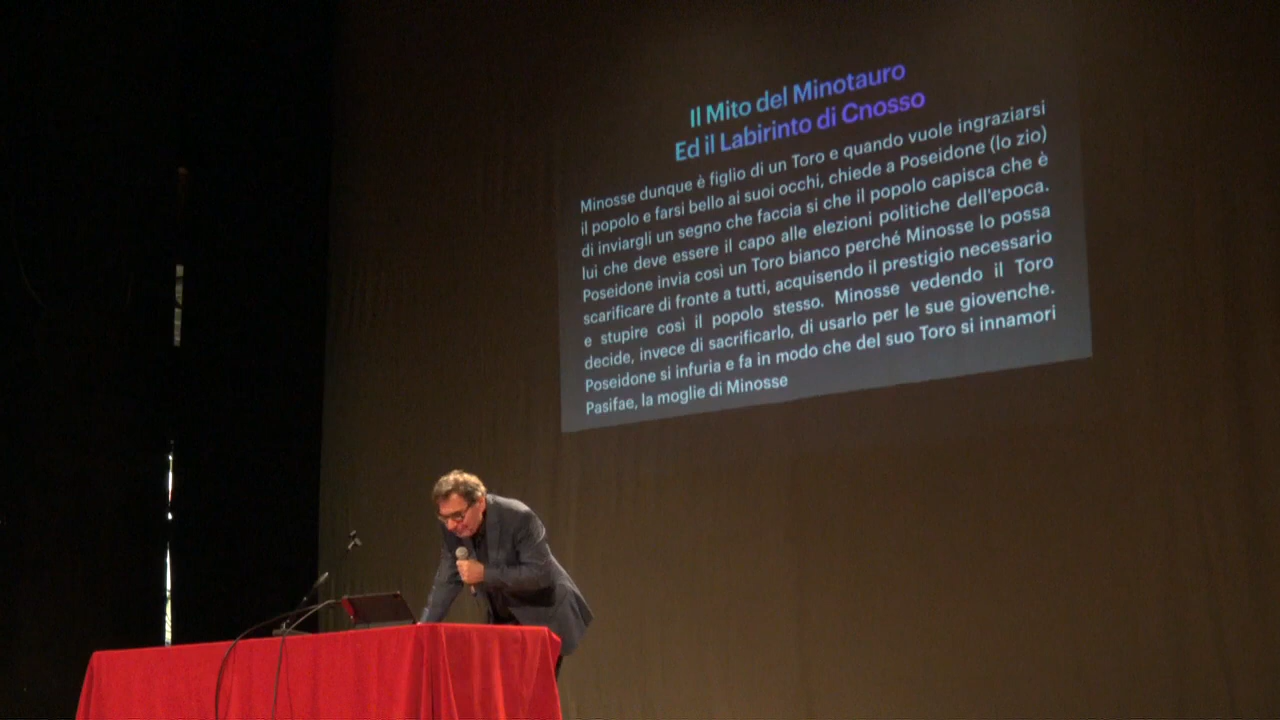 Il Mito del Minotauro
Ed il Labirinto di Cnosso
Minosse dunque è figlio di un Toro e quando vuole ingraziarsi
il popolo e farsi bello ai suoi occhi, chiede a Poseidone (lo zio)
di inviargli un segno che faccia si che il popolo capisca che è
lui che deve essere il capo alle elezioni politiche dell'epoca.
Poseidone invia così un Toro bianco perché Minosse lo possa
scarificare di fronte a tutti, acquisendo il prestigio necessario
e stupire così il popolo stesso. Minosse vedendo il Toro
decide, invece di sacrificarlo, di usarlo per le sue giovenche.
Poseidone si infuria e fa in modo che del suo Toro si innamori
Pasifae, la moglie di Minosse